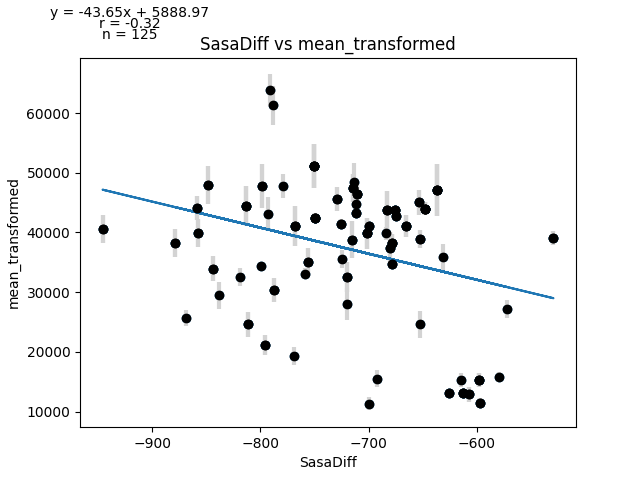 y = -43.65x + 5888.97
r = -0.32
n = 125
SasaDiff vs mean_transformed
60000
50000
40000
30000
20000
10000
mean_transformed
−900
−800
−700
−600
SasaDiff